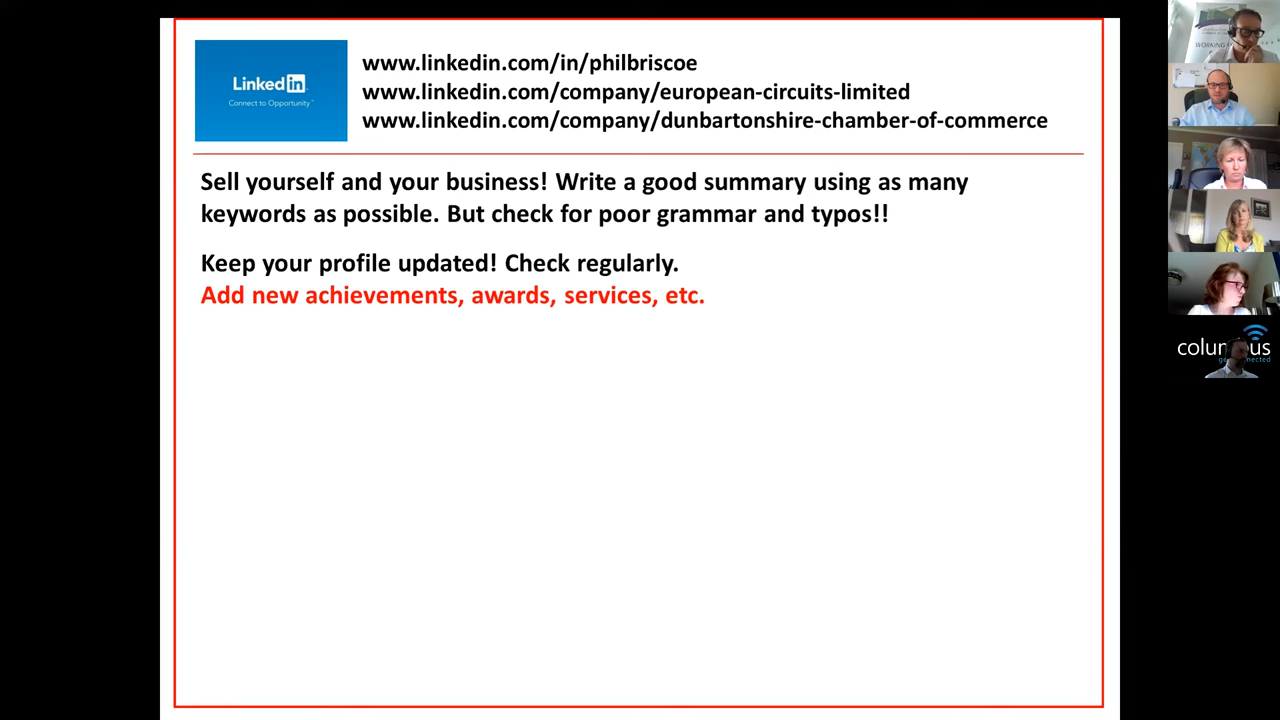 Linked in
Connect to Opportunity™
www.linkedin.com/in/philbriscoe
www.linkedin.com/company/european-circuits-limited
www.linkedin.com/company/dunbartonshire-chamber-of-commerce
Sell yourself and your business! Write a good summary using as many
keywords as possible. But check for poor grammar and typos!!
Keep your profile updated! Check regularly.
Add new achievements, awards, services, etc.
WORKING